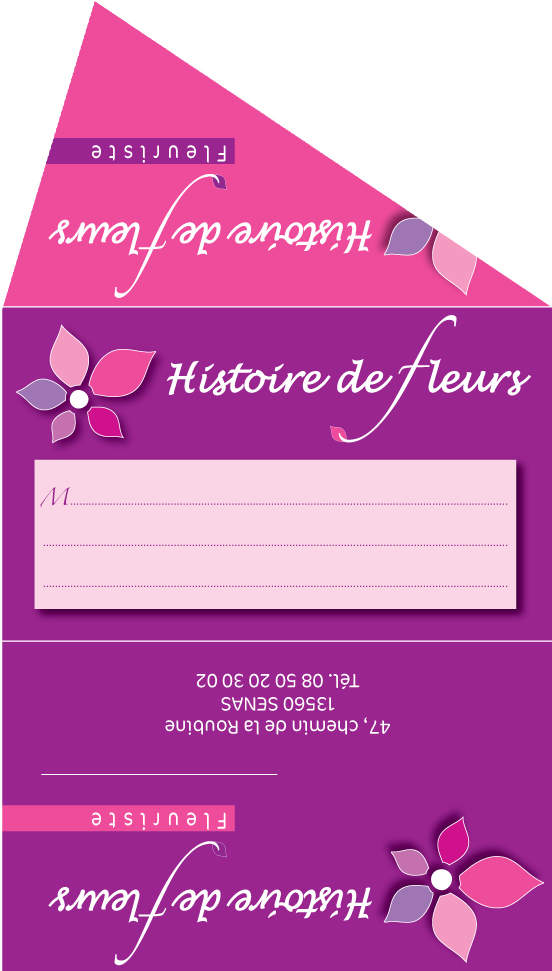 Fleuriste
Histoire de fleurs
Histoire de fleurs
M
Histoire de fleurs
Fleuriste
47, chemin de la Roubine
13560 SENAS
Tél. 08 50 20 30 02